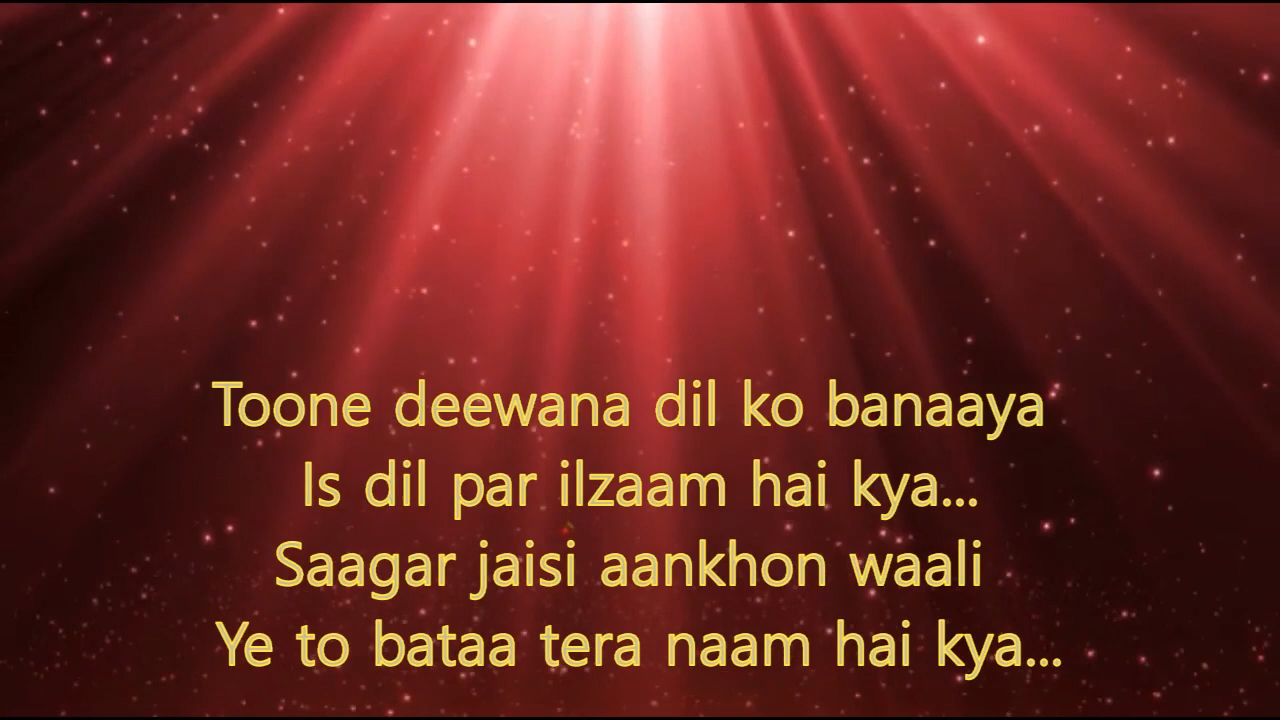 Toone deewana dil ko banaaya
Is dil par ilzaam hai kya...
Saagar jaisi aankhon waali
Ye to bataa tera naam hai kya...